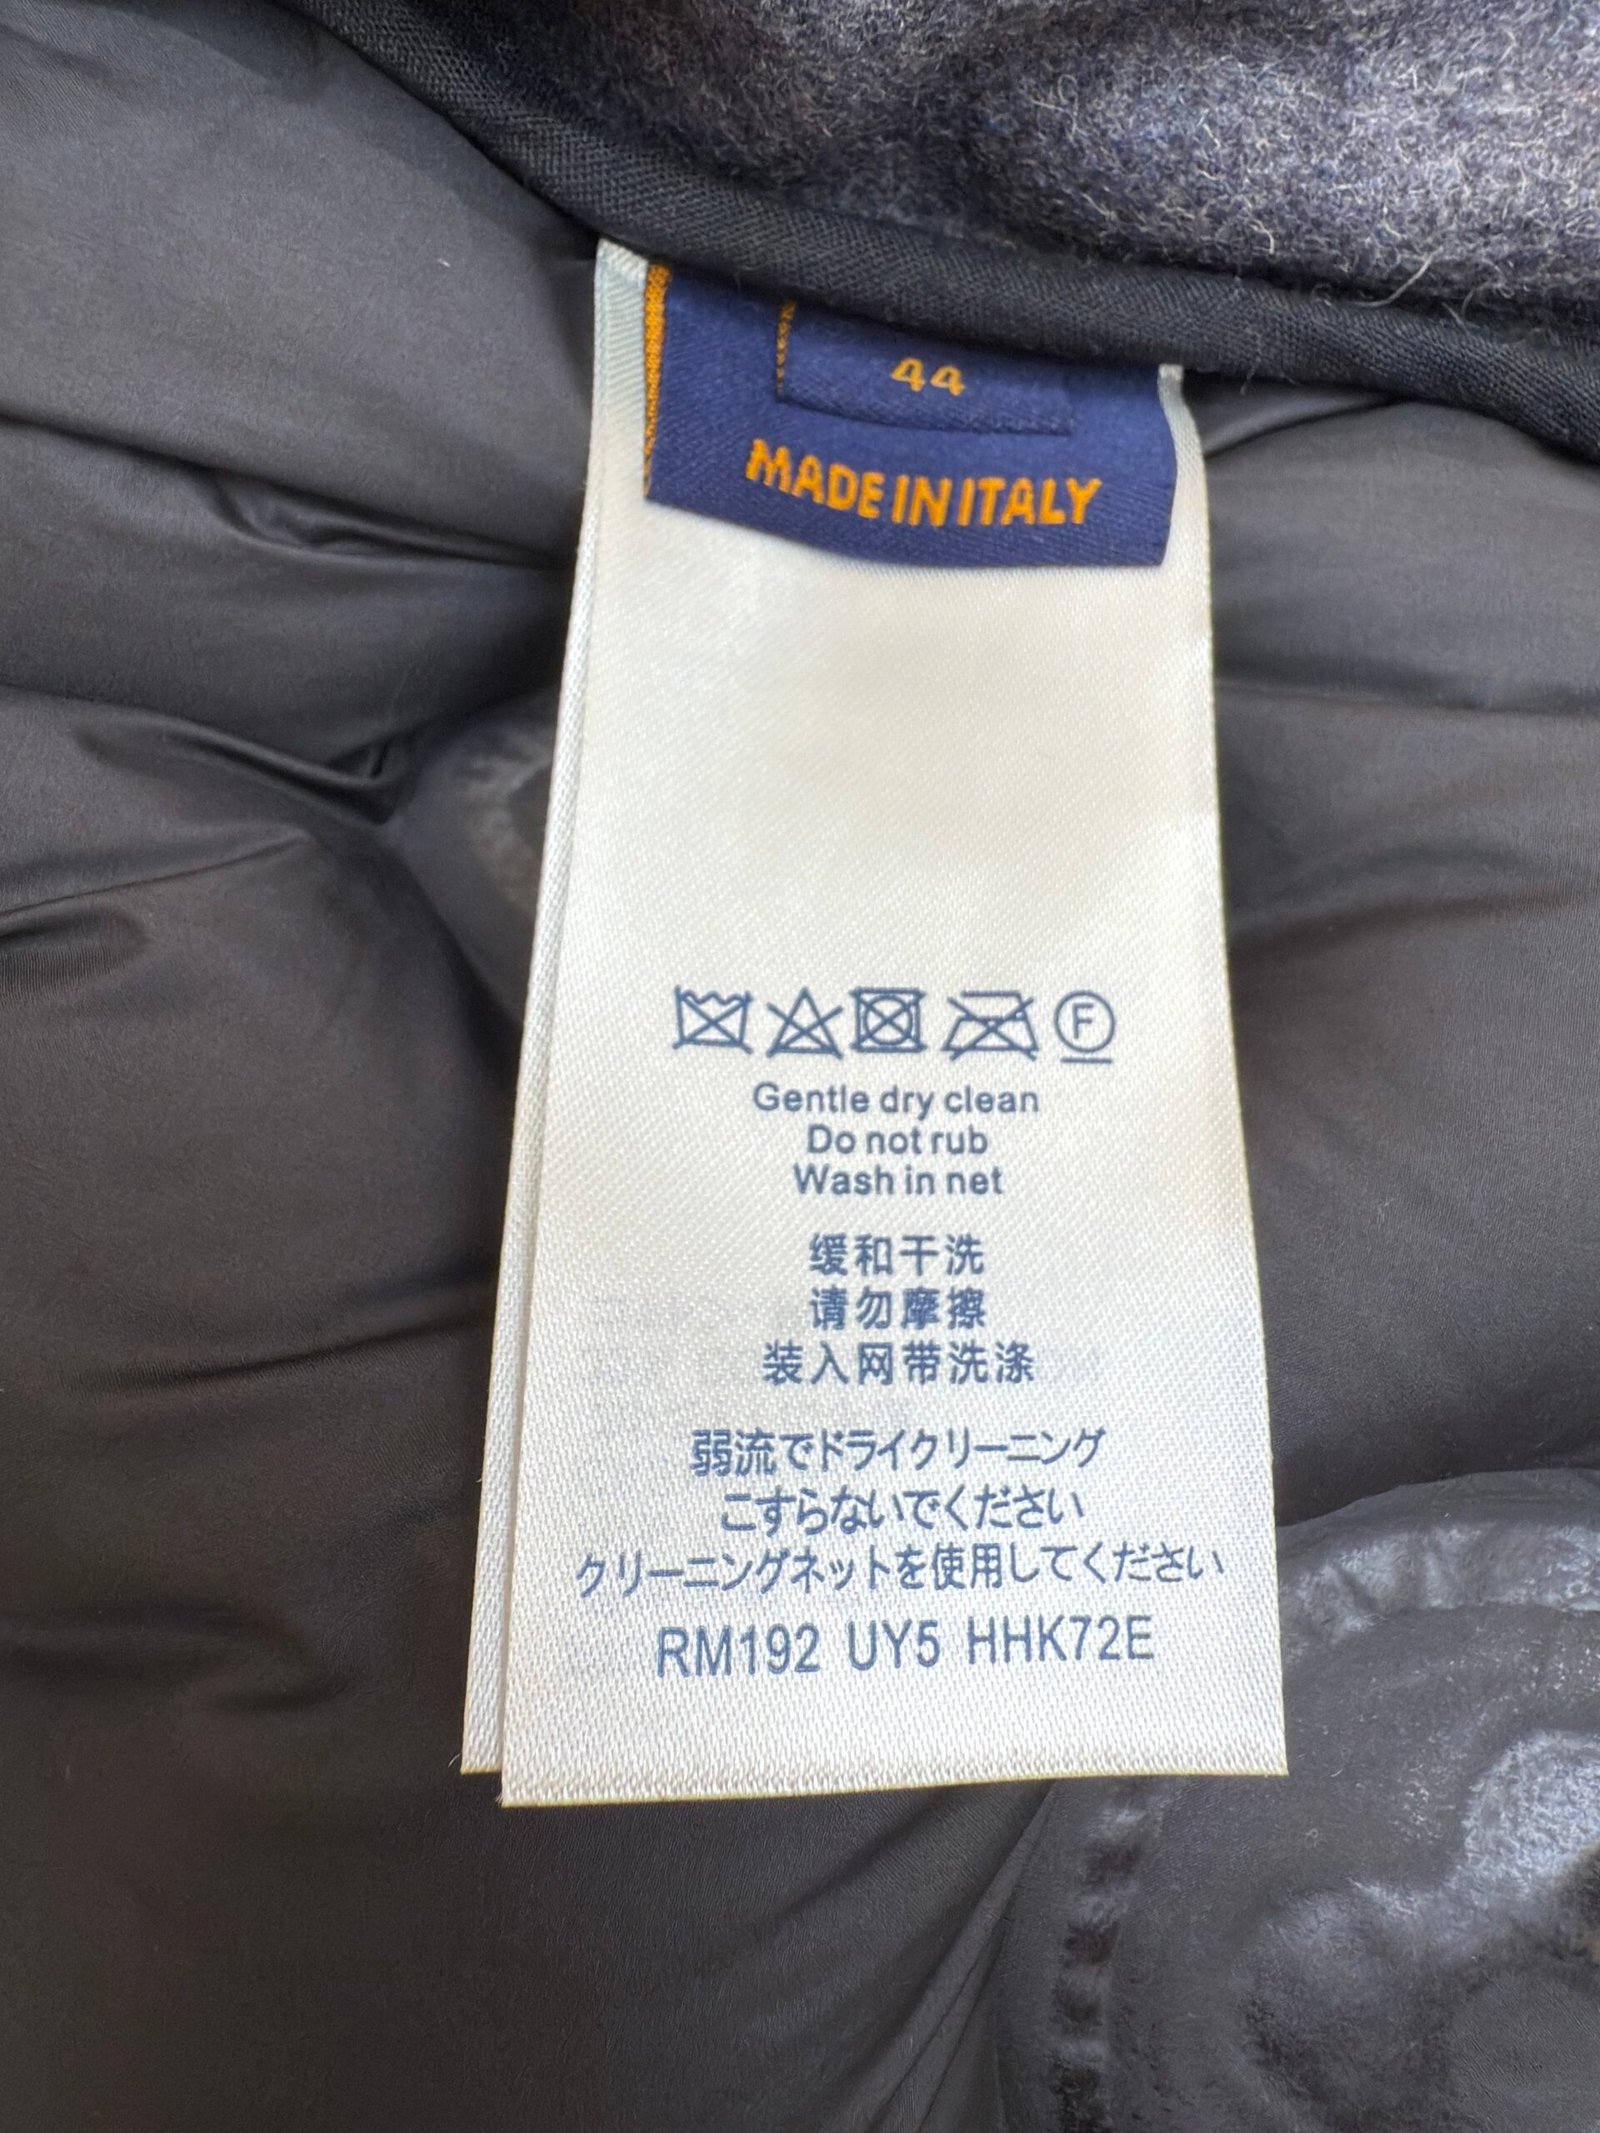 44
MADE IN ITALY
F
Gentle dry clean
Do not rub
Wash in net
缓和干洗
请勿摩擦
装入网带洗涤
弱流でドライクリーニング
こすらないでください
クリーニングネットを使用してください
RM192 UY5 HHK72E